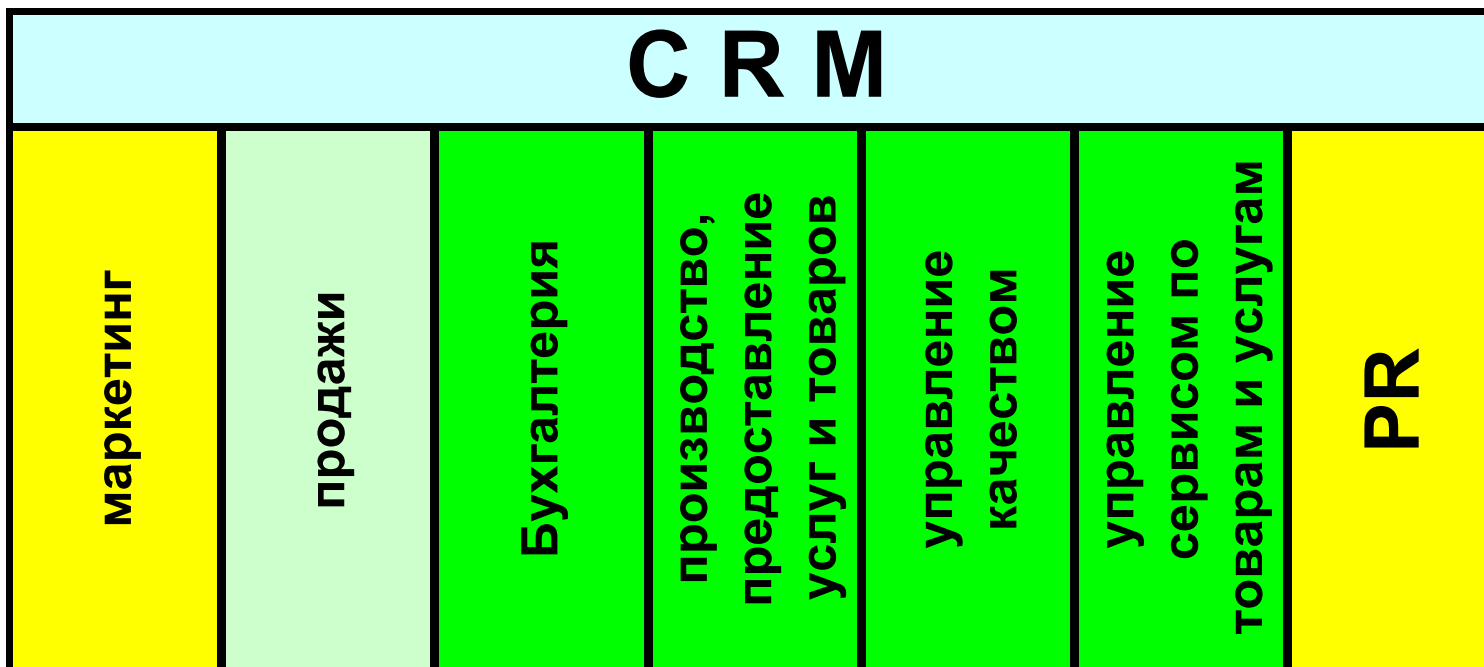 C R M
маркетинг
продажи
Бухгалтерия
производство,
предоставление
услуг и товаров
управление
качеством
управление
сервисом по
товарам и услугам
PR